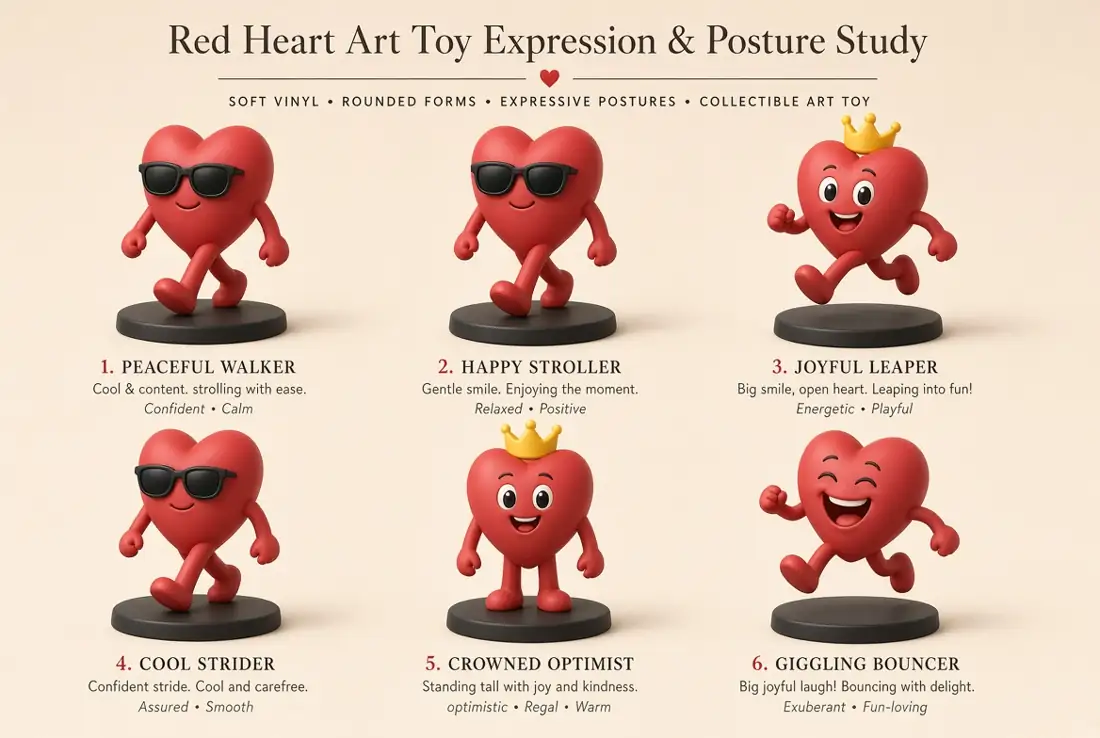 Red Heart Art Toy Expression & Posture Study
SOFT VINYL • ROUNDED FORMS • EXPRESSIVE POSTURES • COLLECTIBLE ART TOY
1. PEACEFUL WALKER
Cool & content. strolling with ease.
Confident • Calm
2. HAPPY STROLLER
Gentle smile. Enjoying the moment.
Relaxed • Positive
3. JOYFUL LEAPER
Big smile, open heart. Leaping into fun!
Energetic • Playful
4. COOL STRIDER
Confident stride. Cool and carefree.
Assured • Smooth
5. CROWNED OPTIMIST
Standing tall with joy and kindness.
optimistic • Regal • Warm
6. GIGGLING BOUNCER
Big joyful laugh! Bouncing with delight.
Exuberant • Fun-loving